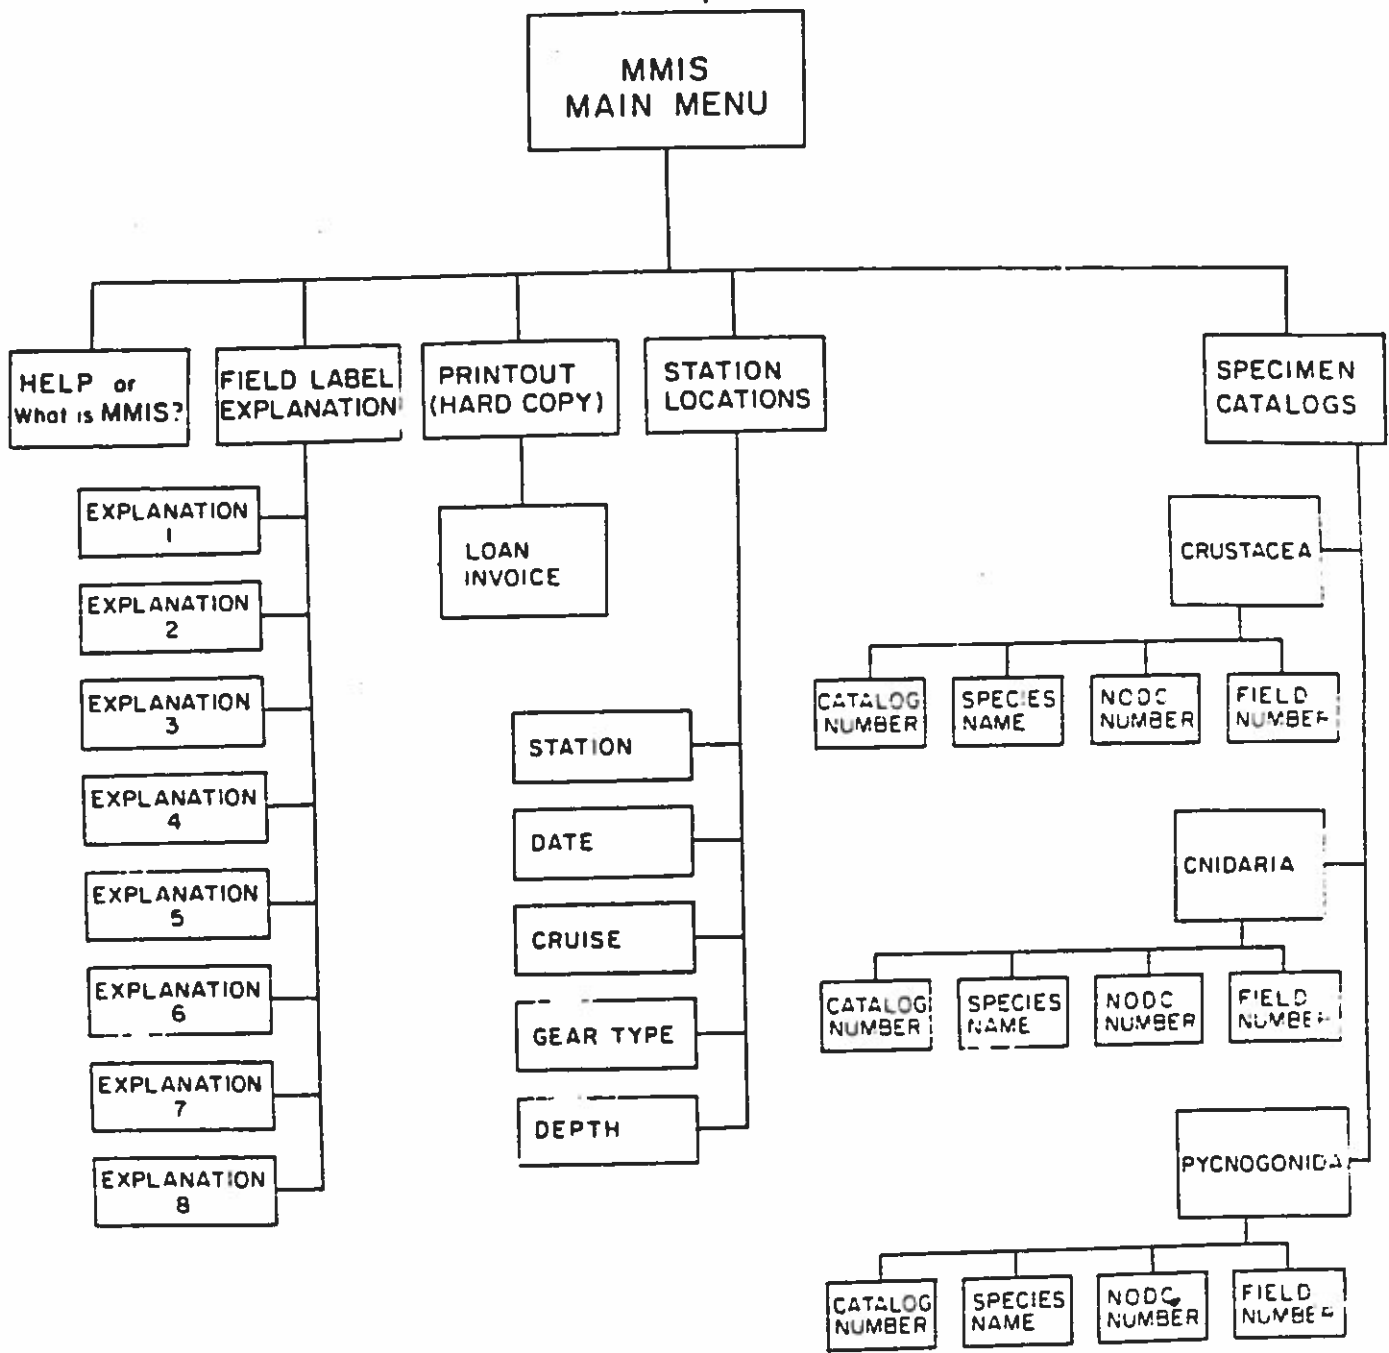 MMIS
MAIN MENU
HELP or
What is MMIS?
FIELD LABEL
EXPLANATION
PRINTOUT
(HARD COPY)
STATION
LOCATIONS
SPECIMEN
CATALOGS
EXPLANATION
1
EXPLANATION
2
EXPLANATION
3
EXPLANATION
4
EXPLANATION
5
EXPLANATION
6
EXPLANATION
7
EXPLANATION
8
LOAN
INVOICE
STATION
DATE
CRUISE
GEAR TYPE
DEPTH
CRUSTACEA
CATALOG
NUMBER
SPECIES
NAME
NODC
NUMBER
FIELD
NUMBER
CNIDARIA
CATALOG
NUMBER
SPECIES
NAME
NODC
NUMBER
FIELD
NUMBER
PYCNOGONIDA
CATALOG
NUMBER
SPECIES
NAME
NODC
NUMBER
FIELD
NUMBER